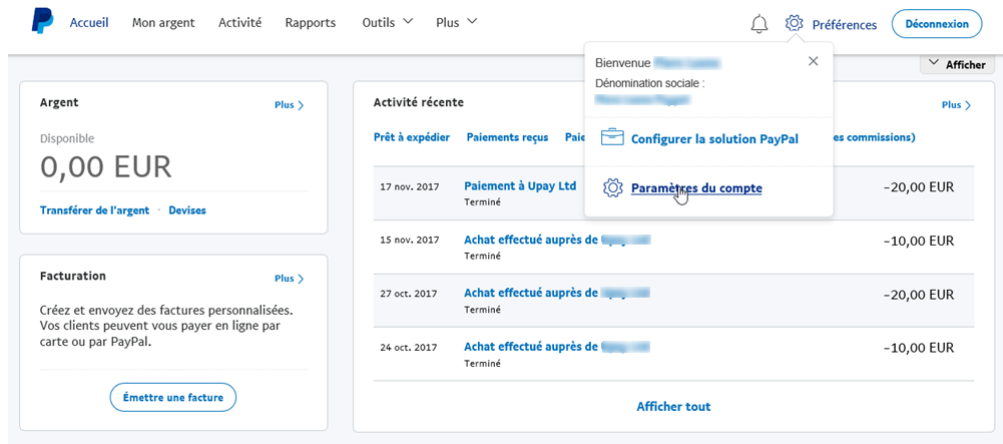 Accueil Mon argent Activité Rapports Outils Plus Préférences Déconnexion
Afficher
Bienvenue
Dénomination sociale :
Configurer la solution PayPal
Paramètres du compte
Argent Plus
Disponible
0,00 EUR
Transférer de l'argent · Devises
Facturation Plus
Créez et envoyez des factures personnalisées.
Vos clients peuvent vous payer en ligne par
carte ou par PayPal.
Émettre une facture
Activité récente Plus
Prêt à expédier Paiements reçus Paie es commissions)
17 nov. 2017 Paiement à Upay Ltd -20,00 EUR
Terminé
15 nov. 2017 Achat effectué auprès de -10,00 EUR
Terminé
27 oct. 2017 Achat effectué auprès de -20,00 EUR
Terminé
24 oct. 2017 Achat effectué auprès de -10,00 EUR
Terminé
Afficher tout